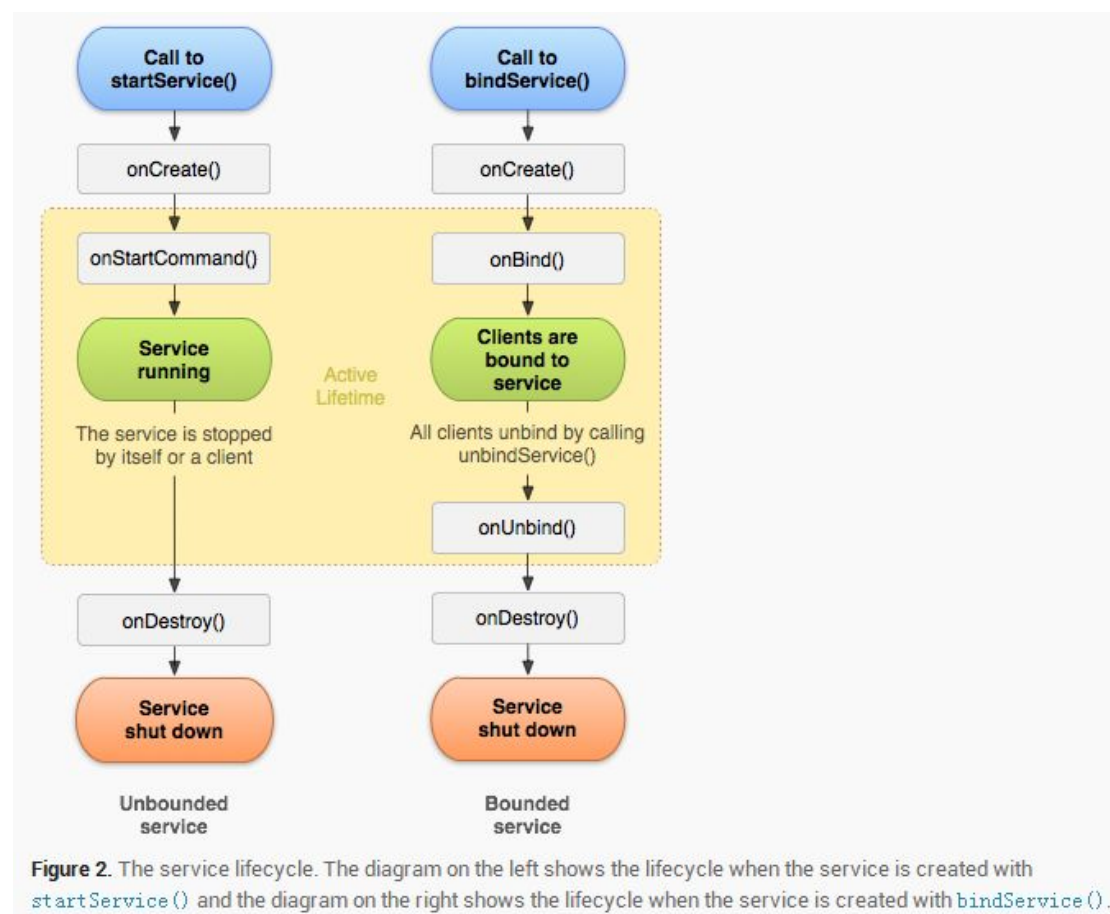 Call to
startService()
Call to
bindService()
onCreate()
onCreate()
onStartCommand()
onBind()
Service
running
Clients are
bound to
service
Active
Lifetime
The service is stopped
by itself or a client
All clients unbind by calling
unbindService()
onUnbind()
onDestroy()
onDestroy()
Service
shut down
Service
shut down
Unbounded
service
Bounded
service
Figure 2. The service lifecycle. The diagram on the left shows the lifecycle when the service is created with
startService() and the diagram on the right shows the lifecycle when the service is created with bindService().